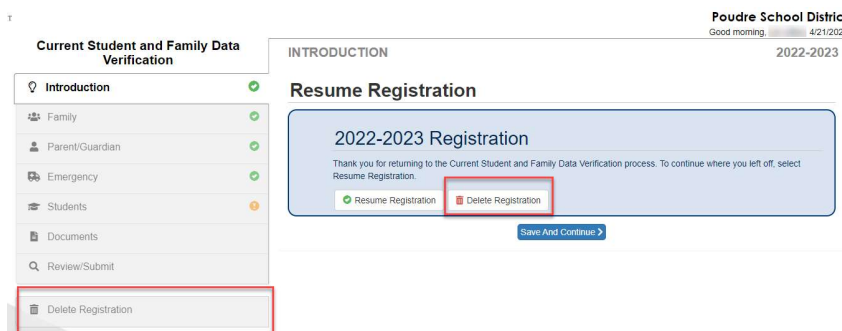 T
Poudre School Distric
Good morning, 4/21/202
Current Student and Family Data
Verification
INTRODUCTION
2022-2023
Introduction
Family
Parent/Guardian
Emergency
Students
Documents
Review/Submit
Delete Registration
Resume Registration
2022-2023 Registration
Thank you for returning to the Current Student and Family Data Verification process. To continue where you left off, select
Resume Registration.
Resume Registration
Delete Registration
Save And Continue